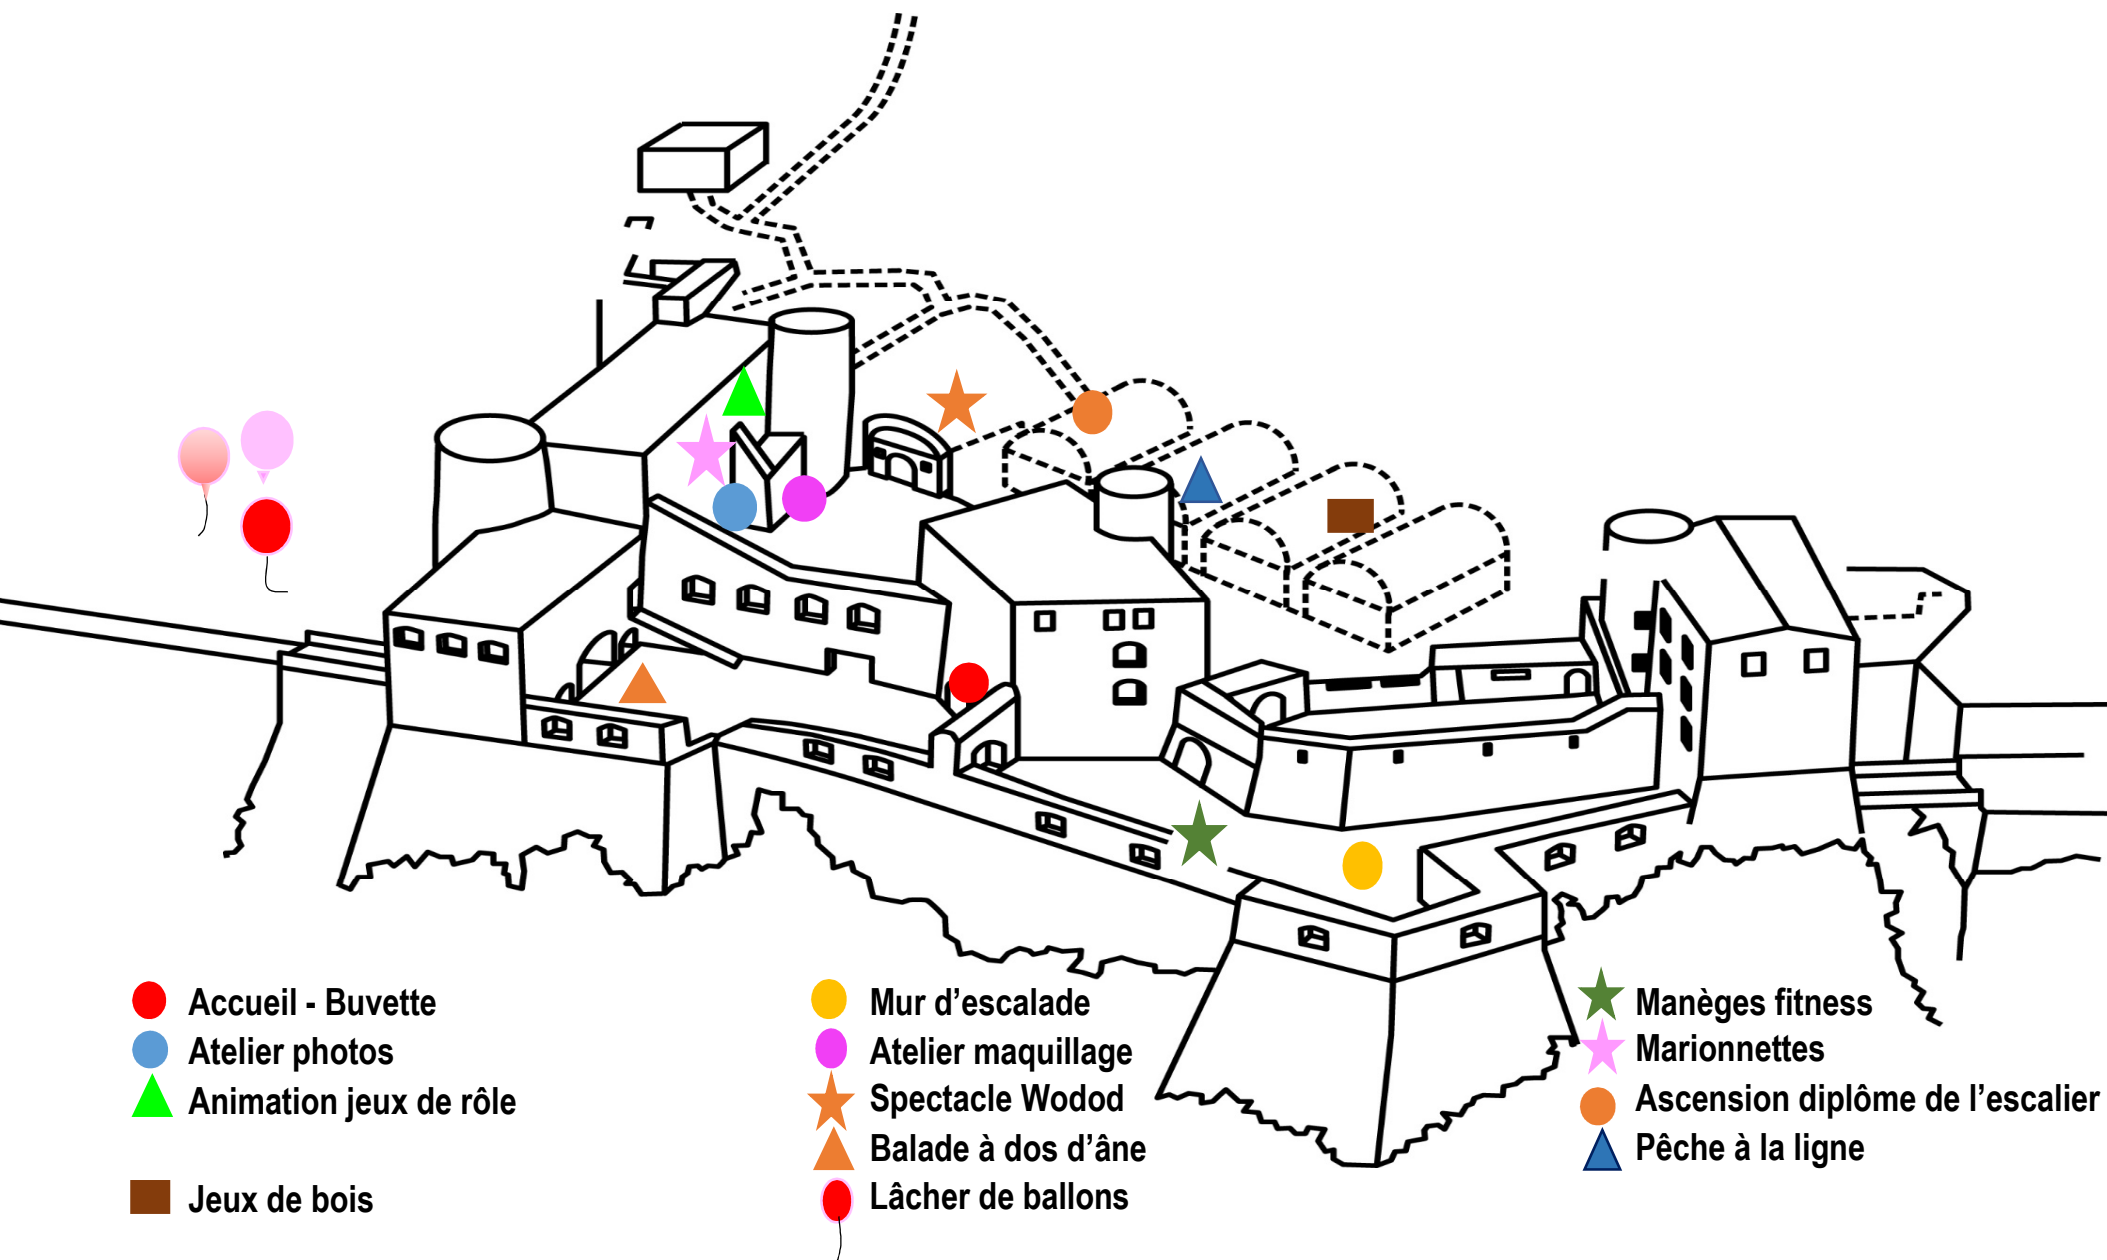 Accueil - Buvette
Atelier photos
Animation jeux de rôle
Jeux de bois
Mur d’escalade
Atelier maquillage
Spectacle Wodod
Balade à dos d’âne
Lâcher de ballons
Manèges fitness
Marionnettes
Ascension diplôme de l’escalier
Pêche à la ligne